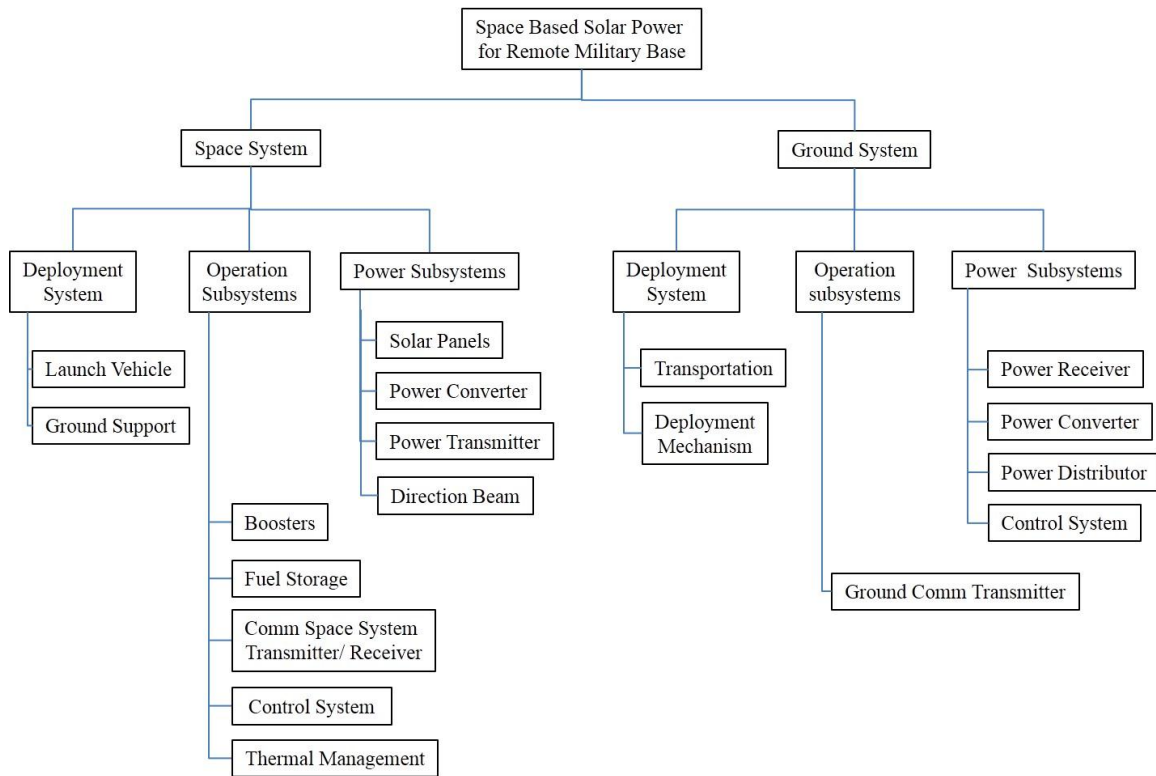 Space Based Solar Power
for Remote Military Base
Space System
Ground System
Deployment
System
Operation
Subsystems
Power Subsystems
Deployment
System
Operation
subsystems
Power Subsystems
Launch Vehicle
Ground Support
Solar Panels
Power Converter
Power Transmitter
Direction Beam
Boosters
Fuel Storage
Comm Space System
Transmitter/ Receiver
Control System
Thermal Management
Transportation
Deployment
Mechanism
Power Receiver
Power Converter
Power Distributor
Control System
Ground Comm Transmitter